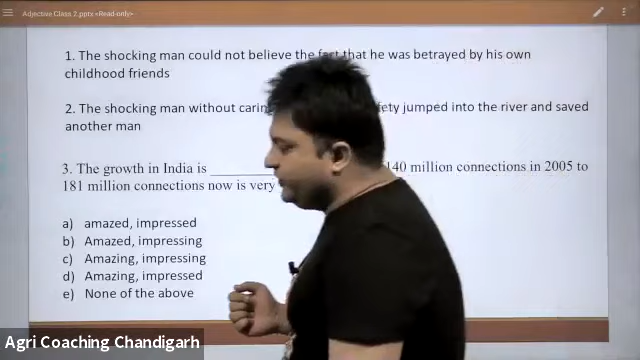 Adjective Class 2.pptx <Read-only>
1. The shocking man could not believe the fact that he was betrayed by his own
childhood friends
2. The shocking man without jumped into the river and saved
another man
3. The growth in India is ____________ 140 million connections in 2005 to
181 million connections now is very
a) amazed, impressed
b) Amazed, impressing
c) Amazing, impressing
d) Amazing, impressed
e) None of the above
Agri Coaching Chandigarh